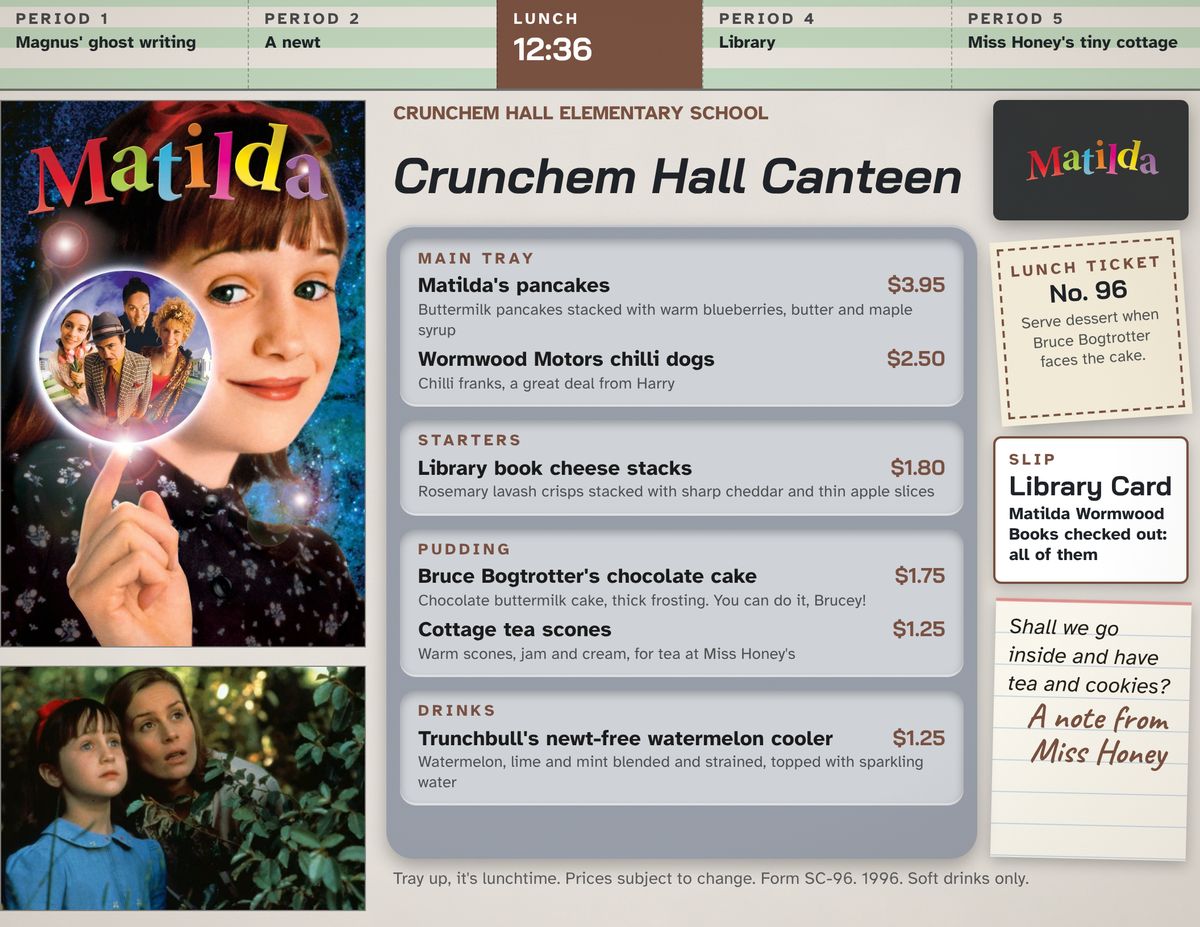 PERIOD 1
Magnus' ghost writing
PERIOD 2
A newt
LUNCH
12:36
PERIOD 4
Library
PERIOD 5
Miss Honey's tiny cottage
Matilda
CRUNCHEM HALL ELEMENTARY SCHOOL
Crunchem Hall Canteen
MAIN TRAY
Matilda's pancakes $3.95
Buttermilk pancakes stacked with warm blueberries, butter and maple
syrup
Wormwood Motors chilli dogs $2.50
Chilli franks, a great deal from Harry
STARTERS
Library book cheese stacks $1.80
Rosemary lavash crisps stacked with sharp cheddar and thin apple slices
PUDDING
Bruce Bogtrotter's chocolate cake $1.75
Chocolate buttermilk cake, thick frosting. You can do it, Brucey!
Cottage tea scones $1.25
Warm scones, jam and cream, for tea at Miss Honey's
DRINKS
Trunchbull's newt-free watermelon cooler $1.25
Watermelon, lime and mint blended and strained, topped with sparkling
water
Tray up, it's lunchtime. Prices subject to change. Form SC-96. 1996. Soft drinks only.
Matilda
LUNCH TICKET
No. 96
Serve dessert when
Bruce Bogtrotter
faces the cake.
SLIP
Library Card
Matilda Wormwood
Books checked out:
all of them
Shall we go
inside and have
tea and cookies?
A note from
Miss Honey